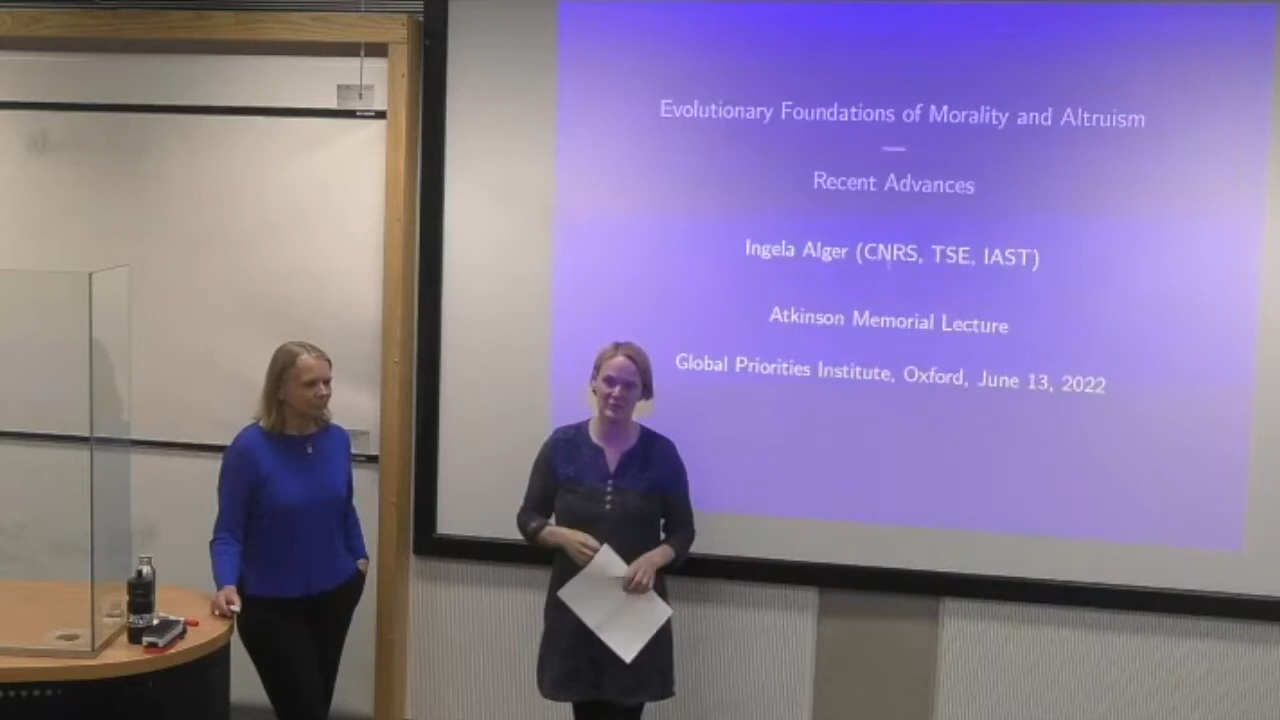 Evolutionary Foundations of Morality and Altruism
—
Recent Advances
Ingela Alger (CNRS, TSE, IAST)
Atkinson Memorial Lecture
Global Priorities Institute, Oxford, June 13, 2022